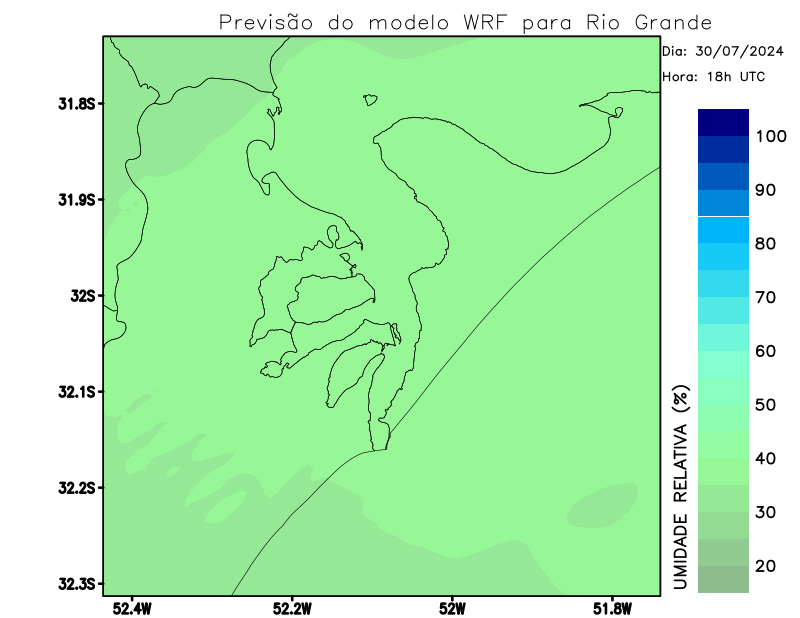 Previsão do modelo WRF para Rio Grande
Dia: 30/07/2024
Hora: 18h UTC
31.8S
31.9S
32S
32.1S
32.2S
32.3S
52.4W
52.2W
52W
51.8W
100
90
80
70
60
50
40
30
20
UMIDADE RELATIVA (%)